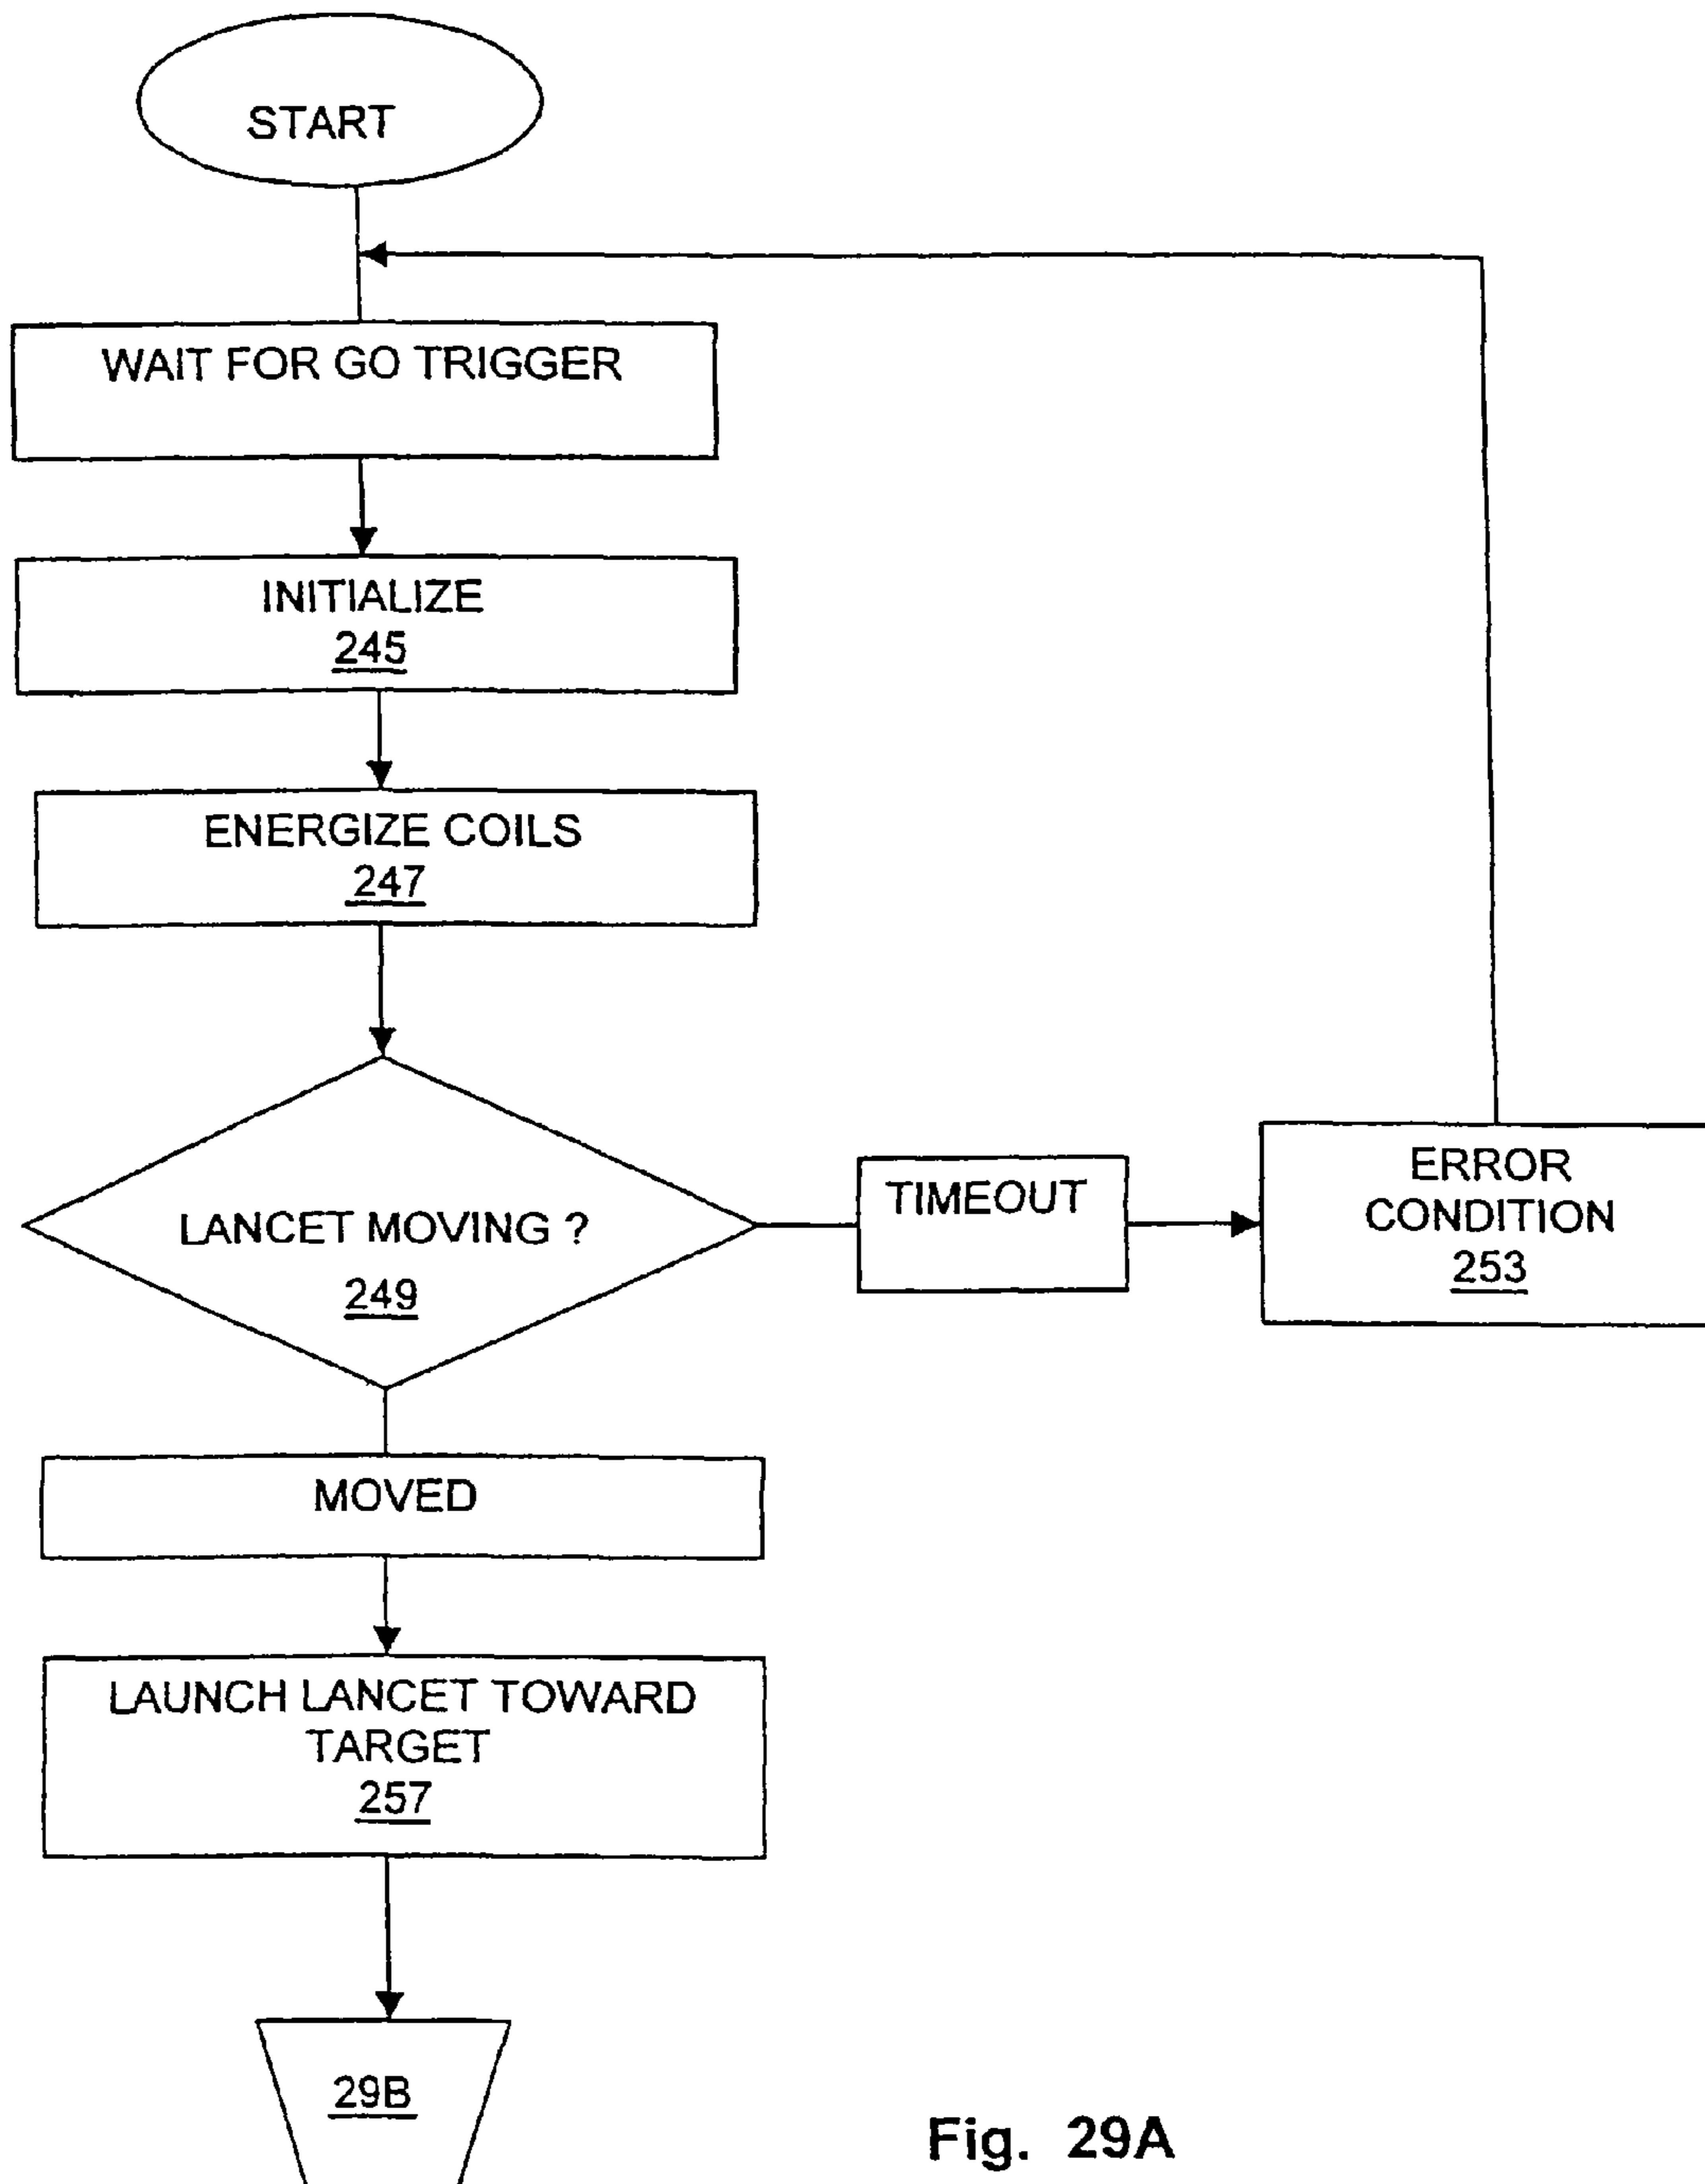 START
WAIT FOR GO TRIGGER
INITIALIZE
245
ENERGIZE COILS
247
LANCET MOVING ?
249
TIMEOUT
ERROR
CONDITION
253
MOVED
LAUNCH LANCET TOWARD
TARGET
257
29B
Fig. 29A